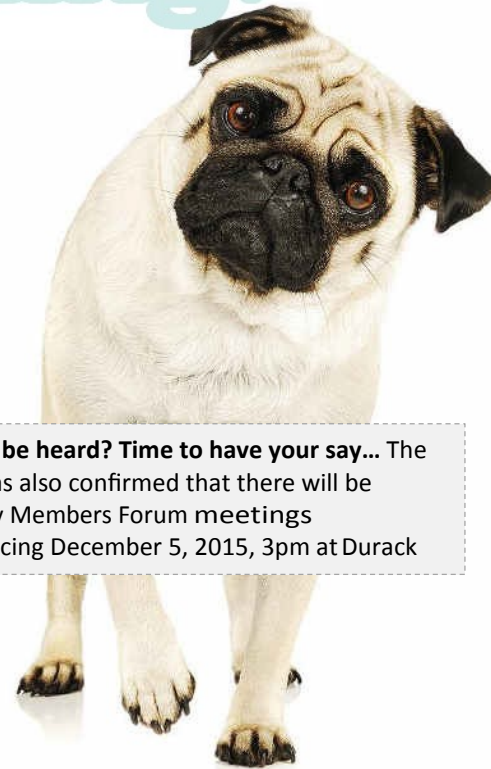 be heard? Time to have your say... The
also confirmed that there will be
Members Forum meetings
December 5, 2015, 3pm at Durack